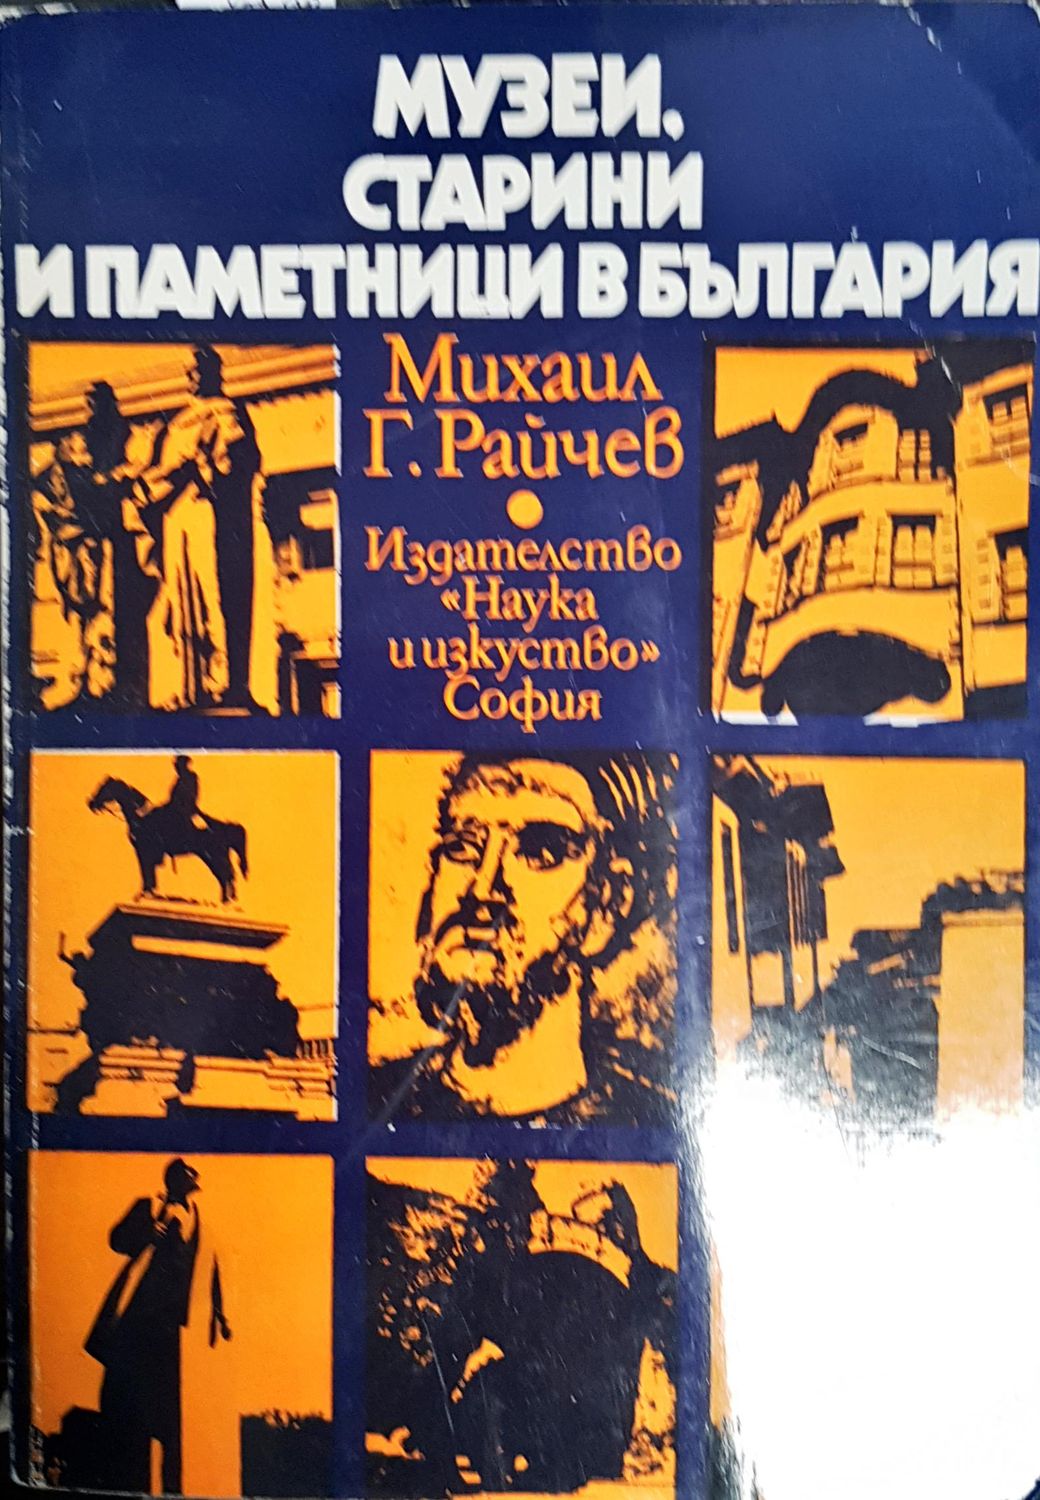 МУЗЕИ,
СТАРИНИ
И ПАМЕТНИЦИ В БЪЛГАРИЯ
Михаил
Г. Райчев
Издателство
«Наука
и изкуство»
София